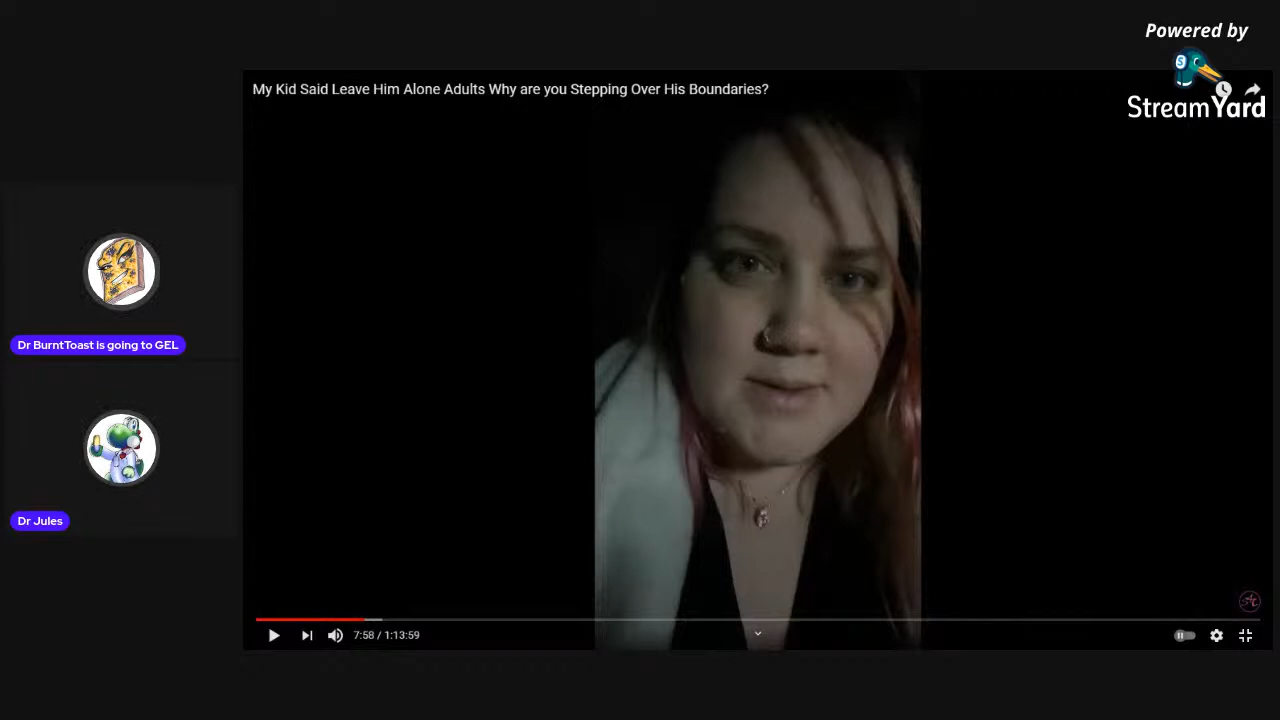 Powered by
StreamYard
My Kid Said Leave Him Alone Adults Why are you Stepping Over His Boundaries?
Dr BurntToast is going to GEL
Dr Jules
7:58 / 1:13:59